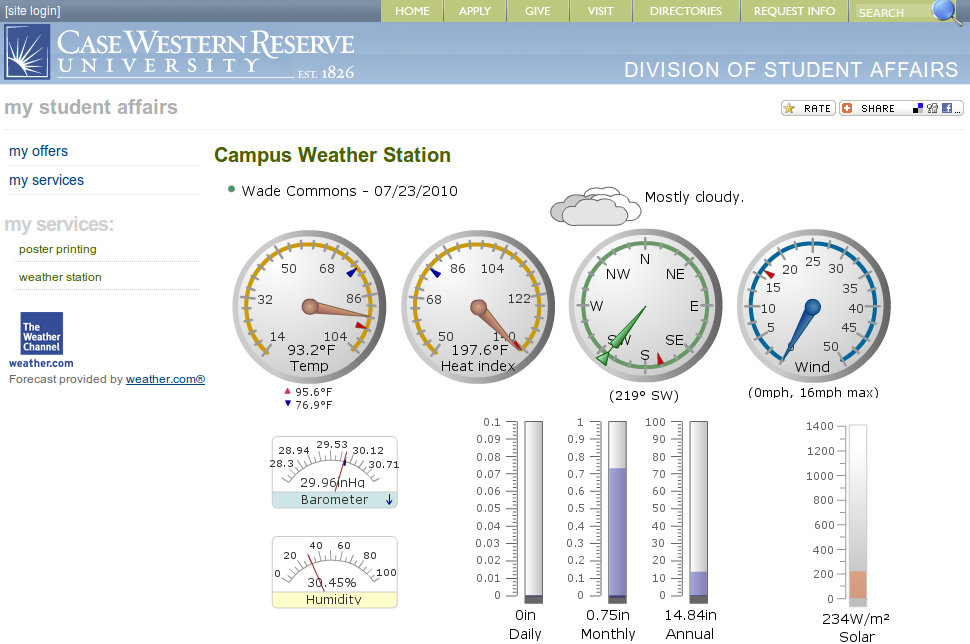 [site login]
HOME APPLY GIVE VISIT DIRECTORIES REQUEST INFO SEARCH
CASE WESTERN RESERVE
UNIVERSITY EST. 1826
DIVISION OF STUDENT AFFAIRS
my student affairs
RATE SHARE ...
my offers
my services
my services:
poster printing
weather station
The
Weather
Channel
weather.com
Forecast provided by weather.com®
Campus Weather Station
Wade Commons - 07/23/2010
Mostly cloudy.
14 32 50 68 86 104
93.2°F
Temp
95.6°F
76.9°F
50 68 86 104 122 140
197.6°F
Heat index
N NE E SE S SW W NW
(219° SW)
0 5 10 15 20 25 30 35 40 45 50
Wind
(0mph, 16mph max)
28.3 28.94 29.53 30.12 30.71
29.96inHg
Barometer
0 20 40 60 80 100
30.45%
Humidity
0.1
0.09
0.08
0.07
0.06
0.05
0.04
0.03
0.02
0.01
0
0in
Daily
1
0.9
0.8
0.7
0.6
0.5
0.4
0.3
0.2
0.1
0
0.75in
Monthly
100
90
80
70
60
50
40
30
20
10
0
14.84in
Annual
1400
1200
1000
800
600
400
200
0
234W/m²
Solar